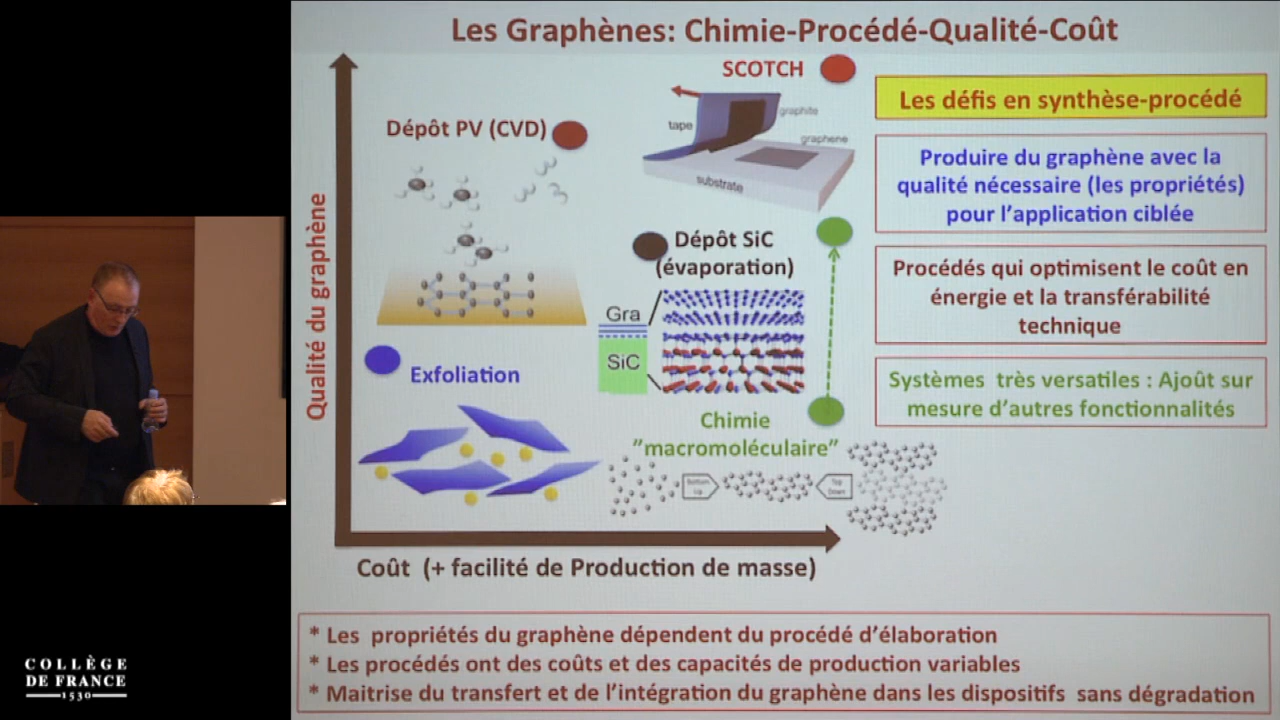 Les Graphènes: Chimie-Procédé-Qualité-Coût
SCOTCH
Dépôt PV (CVD)
tape
graphite
graphene
substrate
Qualité du graphène
Dépôt SiC
(évaporation)
Gra
SiC
Exfoliation
Chimie
”macromoléculaire”
Bottom
Up
Top
Down
Coût (+ facilité de Production de masse)
Les défis en synthèse-procédé
Produire du graphène avec la
qualité nécessaire (les propriétés)
pour l’application ciblée
Procédés qui optimisent le coût en
énergie et la transférabilité
technique
Systèmes très versatiles : Ajoût sur
mesure d’autres fonctionnalités
* Les propriétés du graphène dépendent du procédé d’élaboration
* Les procédés ont des coûts et des capacités de production variables
* Maitrise du transfert et de l’intégration du graphène dans les dispositifs sans dégradation
COLLÈGE
DE FRANCE
1530